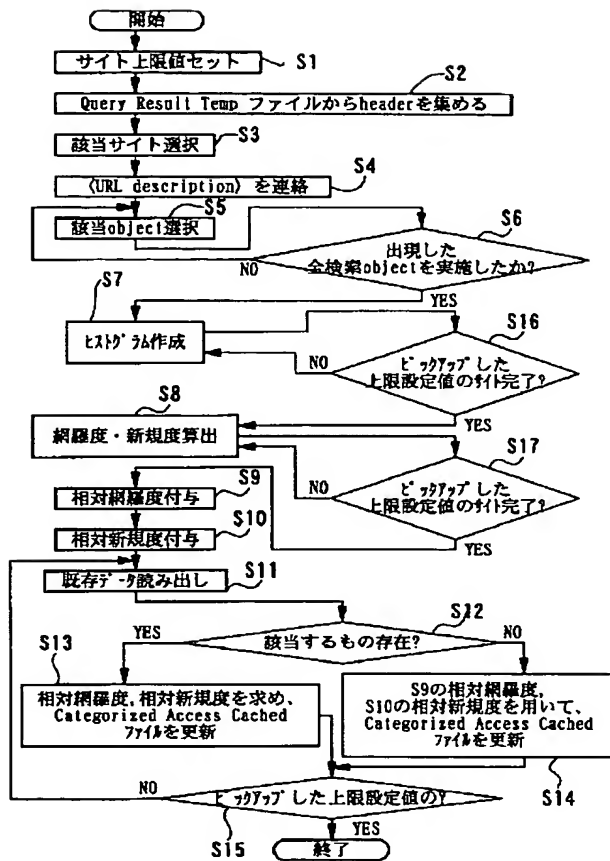 開始
サイト上限値セット
S1
S2
Query Result Temp ファイルからheaderを集める
S3
該当サイト選択
S4
〈URL description〉を連絡
S5
該当object選択
S6
出現した
全検索objectを実施したか?
NO
YES
S7
ヒストグラム作成
S16
ピックアップした
上限設定値のサイト完了?
NO
YES
S8
網羅度・新規度算出
S17
ピックアップした
上限設定値のサイト完了?
NO
YES
S9
相対網羅度付与
S10
相対新規度付与
既存データ読み出し
S11
S12
該当するもの存在?
YES
NO
S13
相対網羅度,相対新規度を求め、
Categorized Access Cached
ファイルを更新
S9の相対網羅度,
S10の相対新規度を用いて、
Categorized Access Cached
ファイルを更新
S14
NO
ピックアップした上限設定値の?
S15
YES
終了